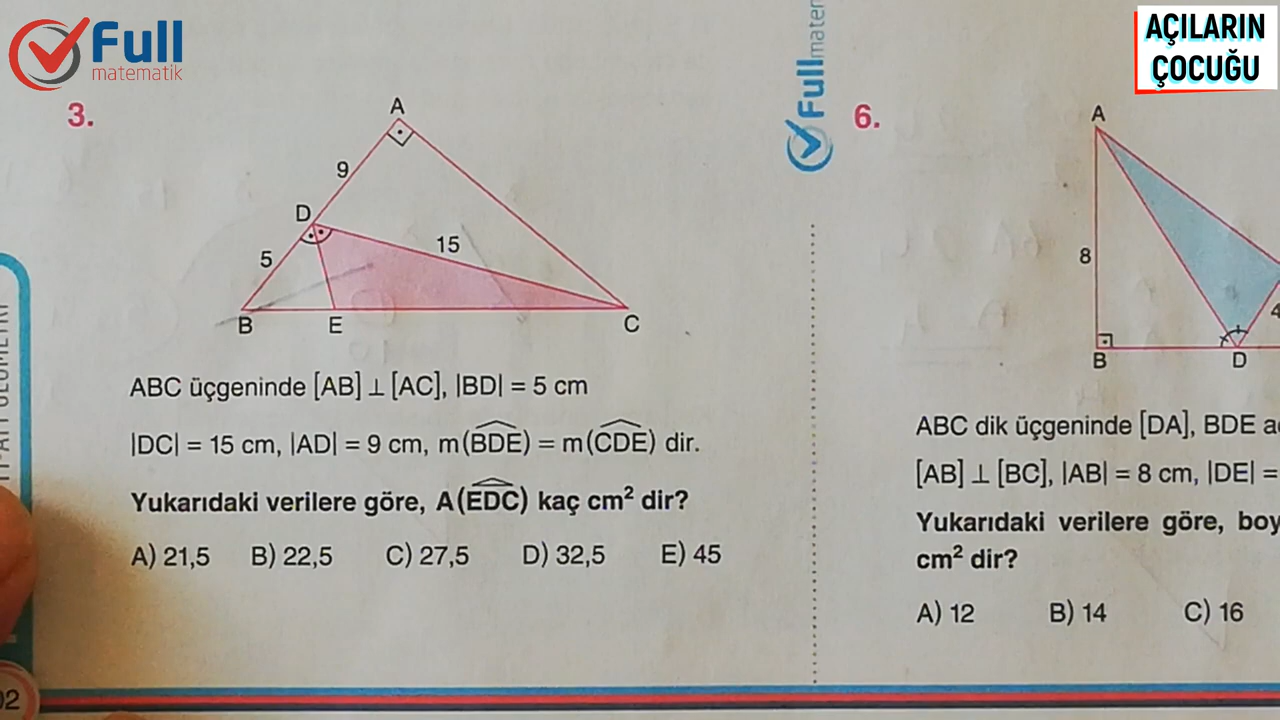 Full
matematik
AÇILARIN
ÇOCUĞU
3.
A
9
D
5
15
B
E
C
ABC üçgeninde [AB] ⊥ [AC], |BD| = 5 cm
|DC| = 15 cm, |AD| = 9 cm, m(BDE) = m(CDE) dir.
Yukarıdaki verilere göre, A(EDC) kaç cm² dir?
A) 21,5 B) 22,5 C) 27,5 D) 32,5 E) 45
Full
6.
A
8
4
B
D
ABC dik üçgeninde [DA], BDE
[AB] ⊥ [BC], |AB| = 8 cm, |DE| =
Yukarıdaki verilere göre, boy
cm² dir?
A) 12 B) 14 C) 16